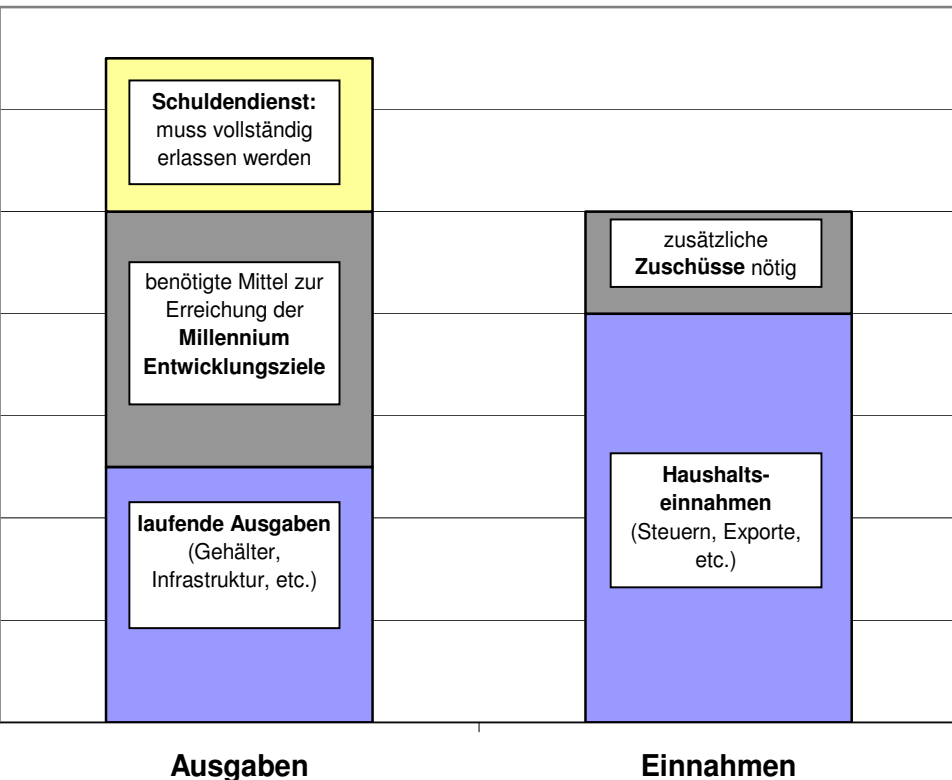 Schuldendienst:
muss vollständig
erlassen werden
benötigte Mittel zur
Erreichung der
Millennium
Entwicklungsziele
laufende Ausgaben
(Gehälter,
Infrastruktur, etc.)
zusätzliche
Zuschüsse nötig
Haushalts-
einnahmen
(Steuern, Exporte,
etc.)
Ausgaben
Einnahmen